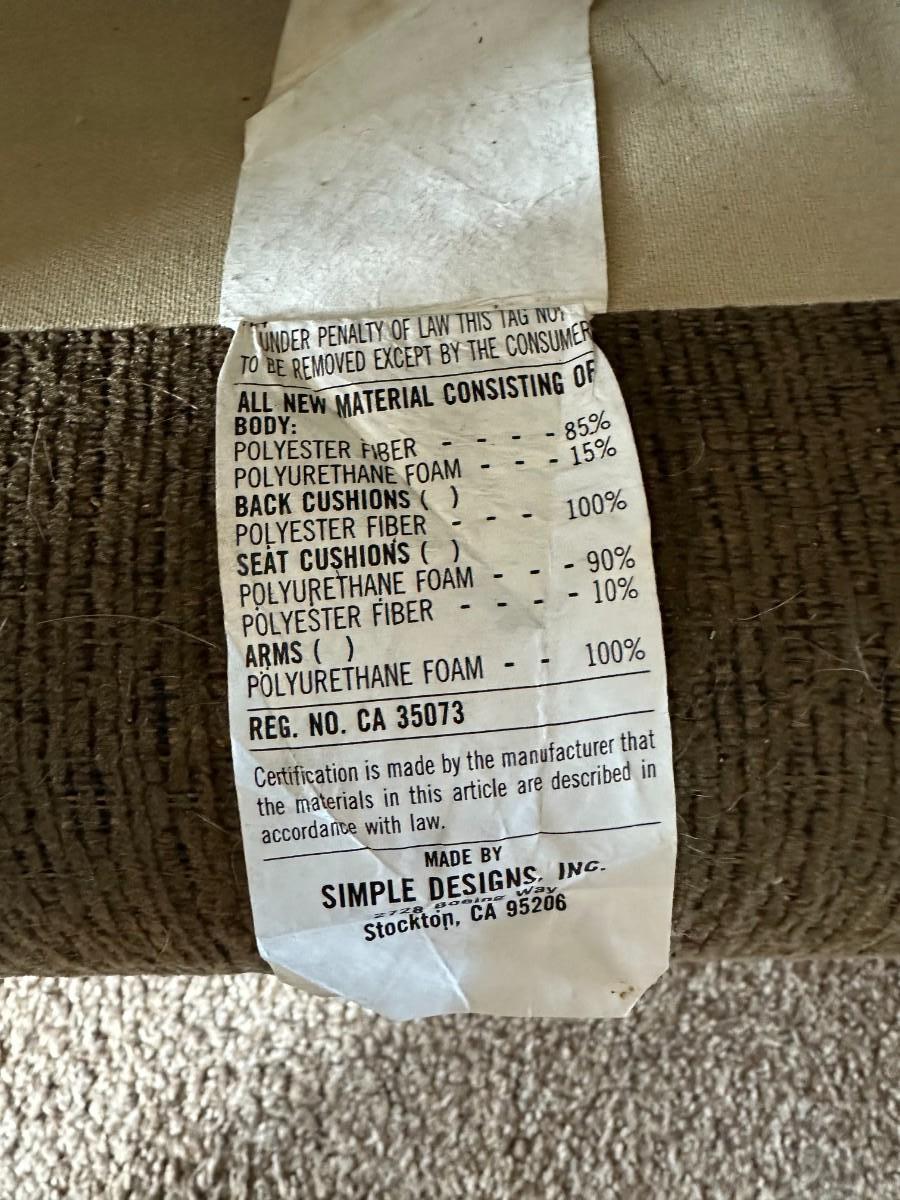 UNDER PENALTY OF LAW THIS TAG NOT
TO BE REMOVED EXCEPT BY THE CONSUMER
ALL NEW MATERIAL CONSISTING OF
BODY:
POLYESTER FIBER - - - - 85%
POLYURETHANE FOAM - - - 15%
BACK CUSHIONS ( )
POLYESTER FIBER - - - 100%
SEAT CUSHIONS ( )
POLYURETHANE FOAM - - - 90%
POLYESTER FIBER - - - - 10%
ARMS ( )
POLYURETHANE FOAM - - 100%
REG. NO. CA 35073
Certification is made by the manufacturer that
the materials in this article are described in
accordance with law.
MADE BY
SIMPLE DESIGNS, INC.
2728 Boeing Way
Stockton, CA 95206